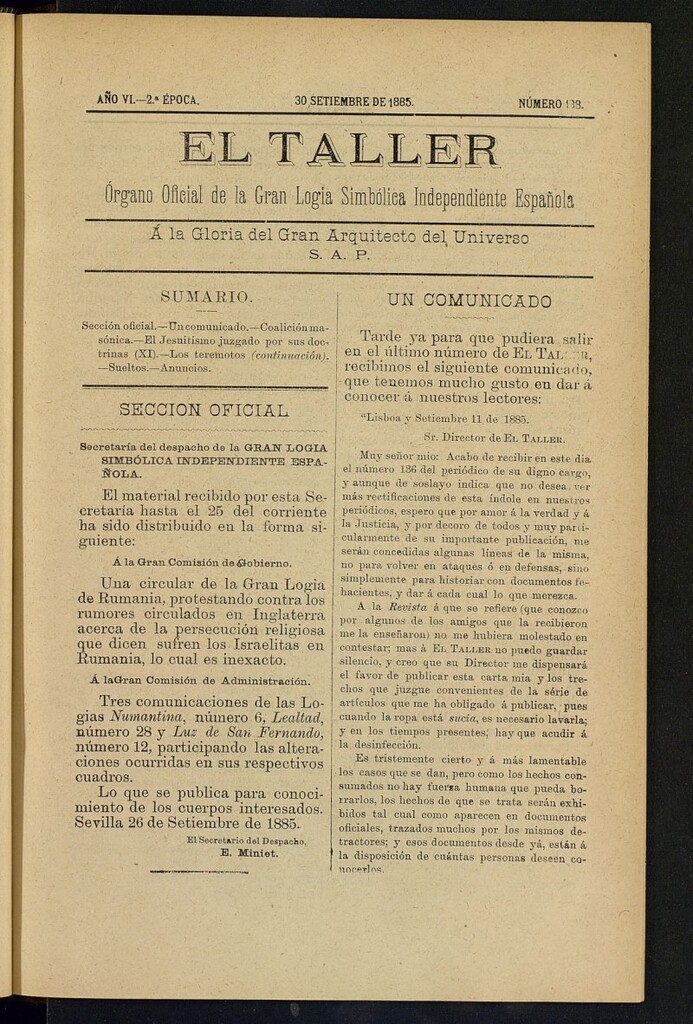 AÑO VI.—2.ª ÉPOCA.
30 SETIEMBRE DE 1885.
NÚMERO
EL TALLER
Órgano Oficial de la Gran Logia Simbólica Independiente Española
Á la Gloria del Gran Arquitecto del Universo
S. A. P.
SUMARIO.
Sección oficial.—Un comunicado.—Coalición ma-
sónica.—El Jesuitismo juzgado por sus doc-
trinas (XI).—Los teremotos (continuación).
—Sueltos.—Anuncios.
SECCION OFICIAL
Secretaría del despacho de la GRAN LOGIA
SIMBÓLICA INDEPENDIENTE ESPA-
ÑOLA.
El material recibido por esta Se-
cretaría hasta el 25 del corriente
ha sido distribuido en la forma si-
guiente:
Á la Gran Comisión de Gobierno.
Una circular de la Gran Logia
de Rumania, protestando contra los
rumores circulados en Inglaterra
acerca de la persecución religiosa
que dicen sufren los Israelitas en
Rumania, lo cual es inexacto.
Á la Gran Comisión de Administración.
Tres comunicaciones de las Lo-
gias Numantina, número 6, Lealtad,
número 28 y Luz de San Fernando,
número 12, participando las altera-
ciones ocurridas en sus respectivos
cuadros.
Lo que se publica para conoci-
miento de los cuerpos interesados.
Sevilla 26 de Setiembre de 1885.
El Secretario del Despacho,
E. Miniet.
UN COMUNICADO
Tarde ya para que pudiera salir
en el último número de EL
recibimos el siguiente comunicado,
que tenemos mucho gusto en dar á
conocer á nuestros lectores:
"Lisboa y Setiembre 11 de 1885.
Sr. Director de EL TALLER.
Muy señor mio: Acabo de recibir en este dia
el número 136 del periódico de su digno cargo,
y aunque de soslayo indica que no desea ver
más rectificaciones de esta índole en nuestros
periódicos, espero que por amor á la verdad y á
la Justicia, y por decoro de todos y muy parti-
cularmente de su importante publicación, me
serán concedidas algunas líneas de la misma,
no para volver en ataques ó en defensas, sino
simplemente para historiar con documentos fe-
hacientes, y dar á cada cual lo que merezca.
A la Revista á que se refiere (que conozco
por algunos de los amigos que la recibieron
me la enseñaron) no me hubiera molestado en
contestar; mas á EL TALLER no puedo guardar
silencio, y creo que su Director me dispensará
el favor de publicar esta carta mia y los tre-
chos que juzgue convenientes de la série de
artículos que me ha obligado á publicar, pues
cuando la ropa está sucia, es necesario lavarla;
y en los tiempos presentes, hay que acudir á
la desinfección.
Es tristemente cierto y á más lamentable
los casos que se dan, pero como los hechos con-
sumados no hay fuerza humana que pueda bo-
rrarlos, los hechos de que se trata serán exhi-
bidos tal como aparecen en documentos
oficiales, trazados muchos por los mismos de-
tractores; y esos documentos desde yá, están á
la disposición de cuántas personas deseen co-
nocerlos.